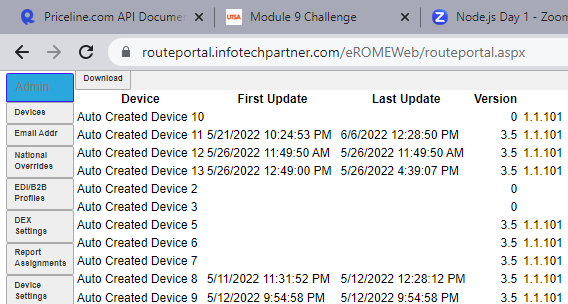 Priceline.com API Documer
UTSA Module 9 Challenge
Node.js Day 1 - Zoom
routeportal.infotechpartner.com/eROMEWeb/routeportal.aspx
Admin
Download
Devices
Email Addr
National
Overrides
EDI/B2B
Profiles
DEX
Settings
Report
Assignments
Device
Settings
Device First Update Last Update Version
Auto Created Device 10 0 1.1.101
Auto Created Device 11 5/21/2022 10:24:53 PM 6/6/2022 12:28:50 PM 3.5 1.1.101
Auto Created Device 12 5/26/2022 11:49:50 AM 5/26/2022 11:49:50 AM 3.5 1.1.101
Auto Created Device 13 5/26/2022 12:49:00 PM 5/26/2022 4:39:07 PM 3.5 1.1.101
Auto Created Device 2 0
Auto Created Device 3 0
Auto Created Device 5 3.5 1.1.101
Auto Created Device 6 3.5 1.1.101
Auto Created Device 7 3.5 1.1.101
Auto Created Device 8 5/11/2022 11:31:52 PM 5/12/2022 12:28:12 PM 3.5 1.1.101
Auto Created Device 9 5/12/2022 9:54:58 PM 5/12/2022 9:54:58 PM 3.5 1.1.101